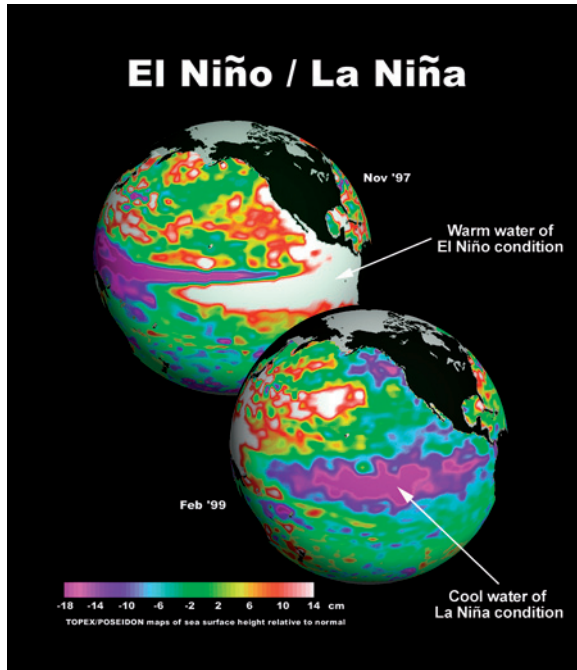 El Niño / La Niña
Nov '97
Warm water of
El Niño condition
Feb '99
Cool water of
La Niña condition
-18 -14 -10 -6 -2 2 6 10 14 cm
TOPEX/POSEIDON maps of sea surface height relative to normal